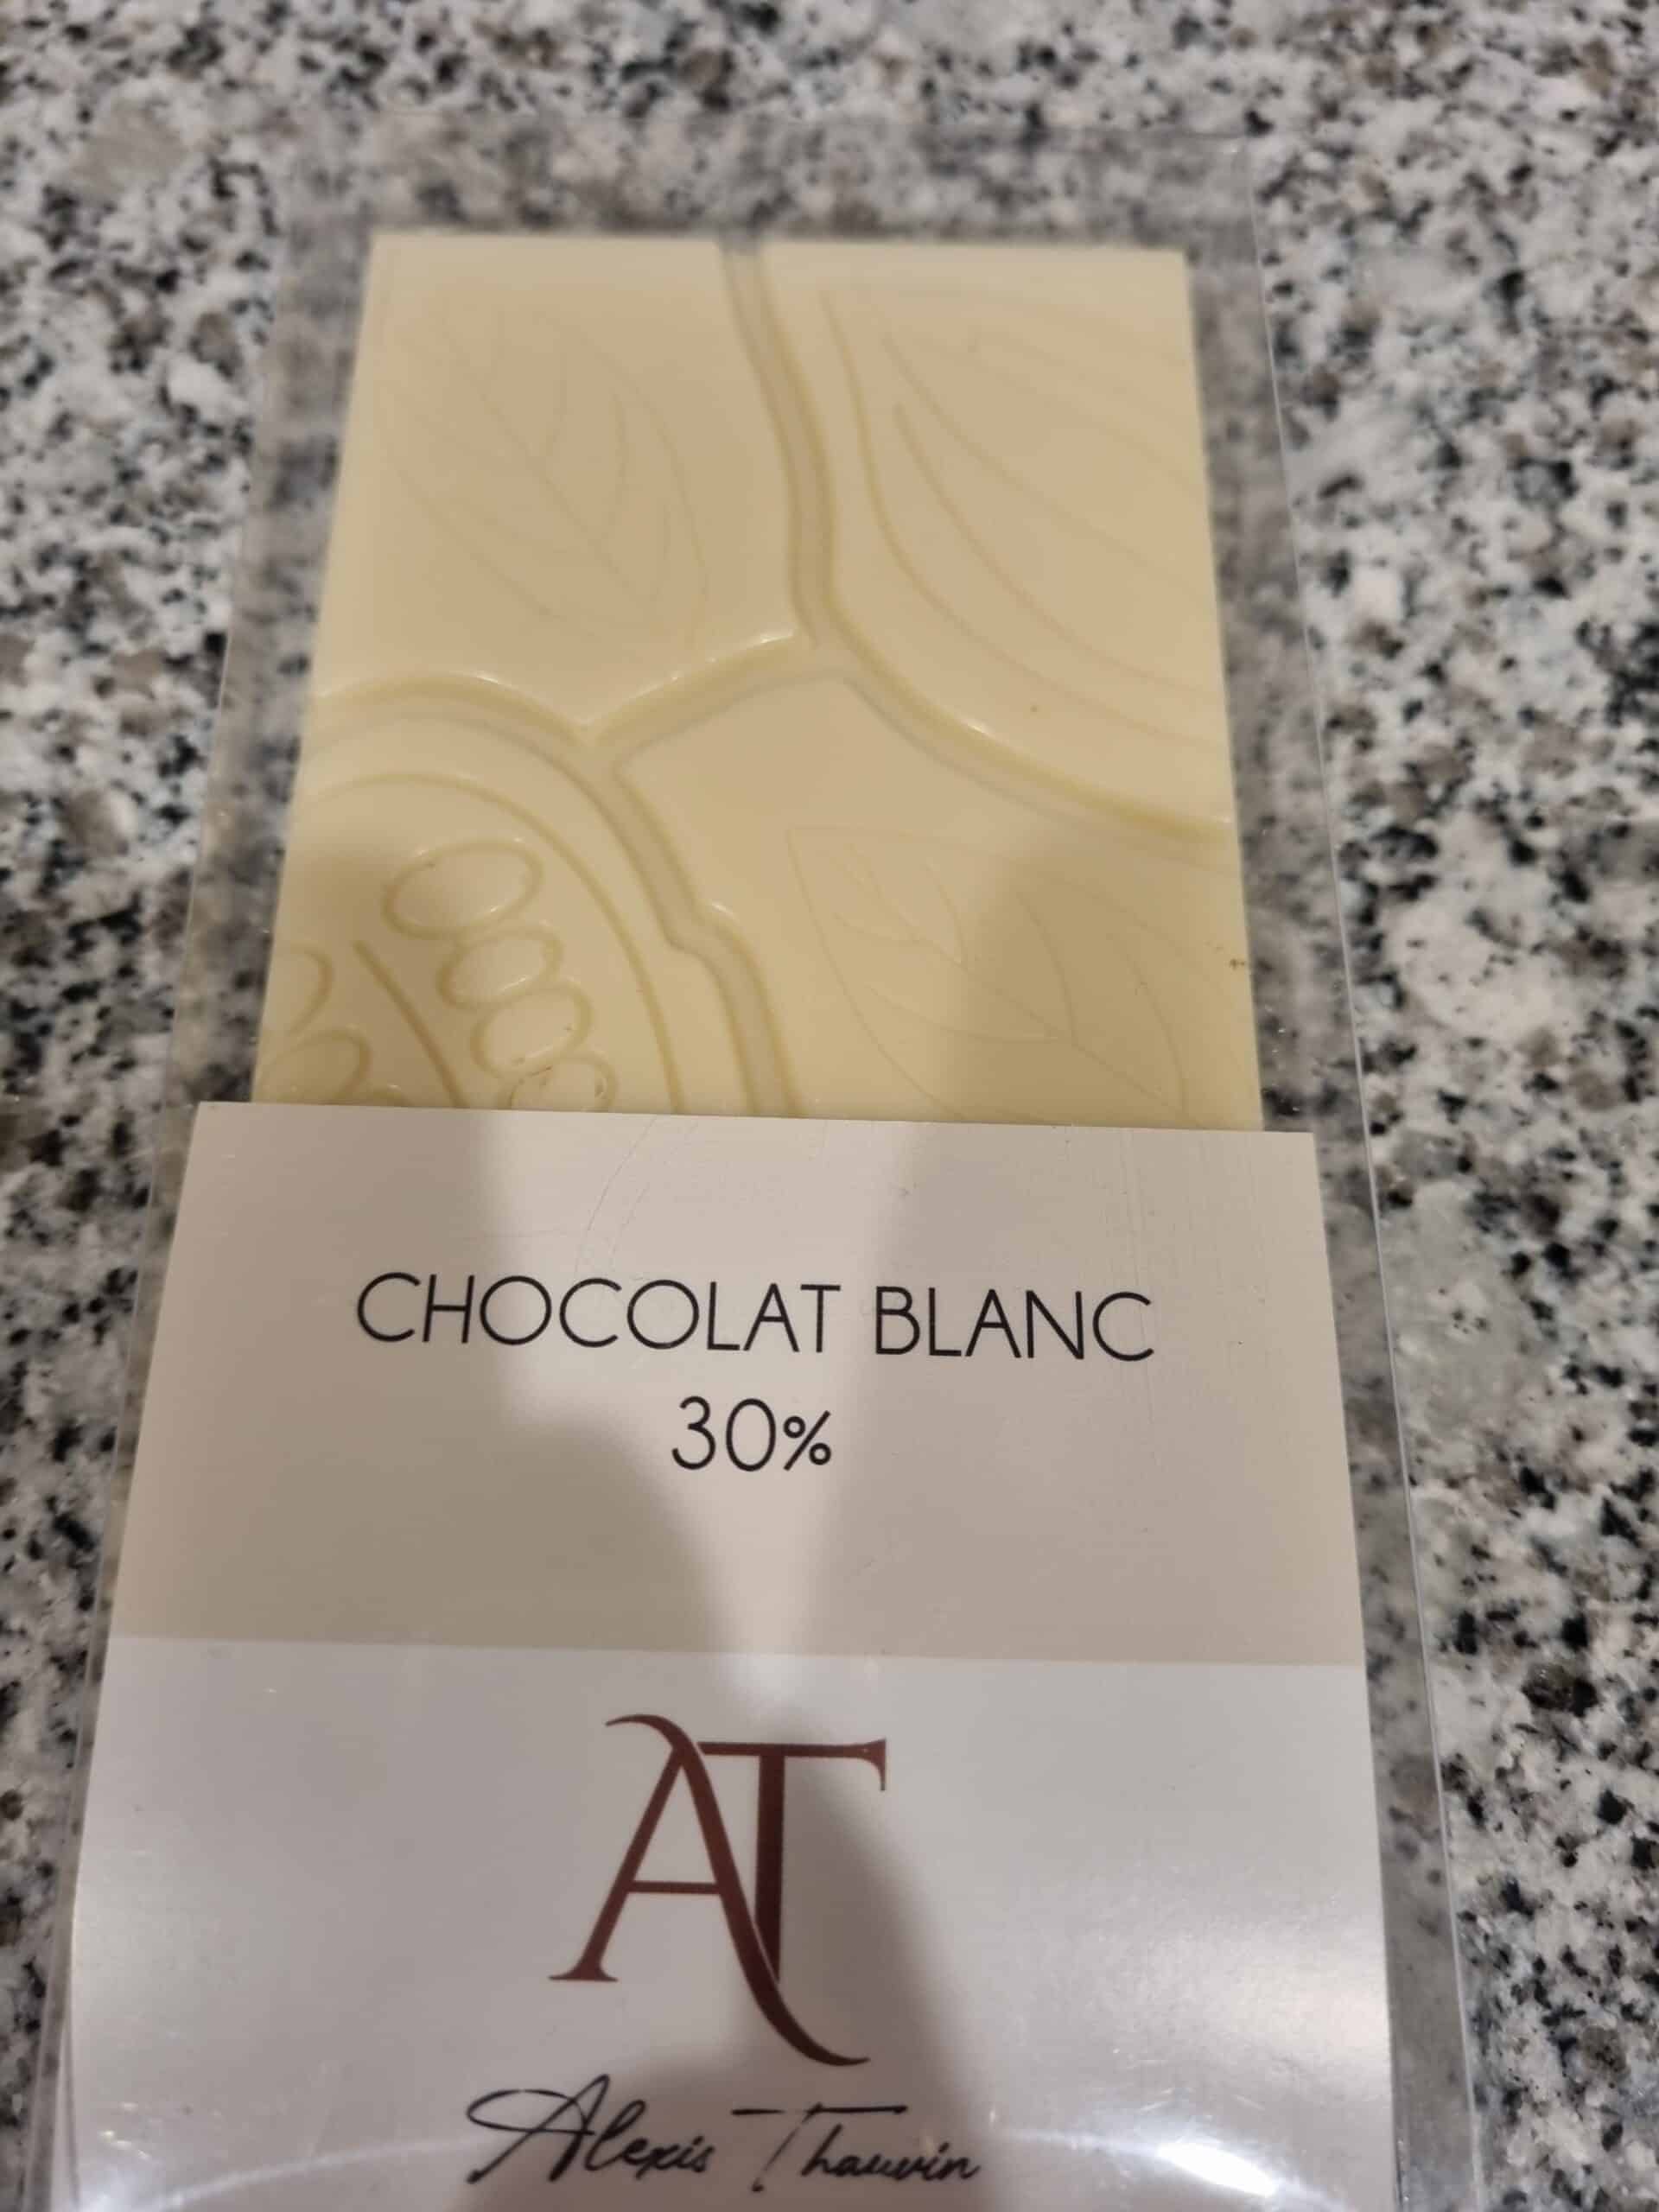 CHOCOLAT BLANC
30%
AT
Alexis Thauvin